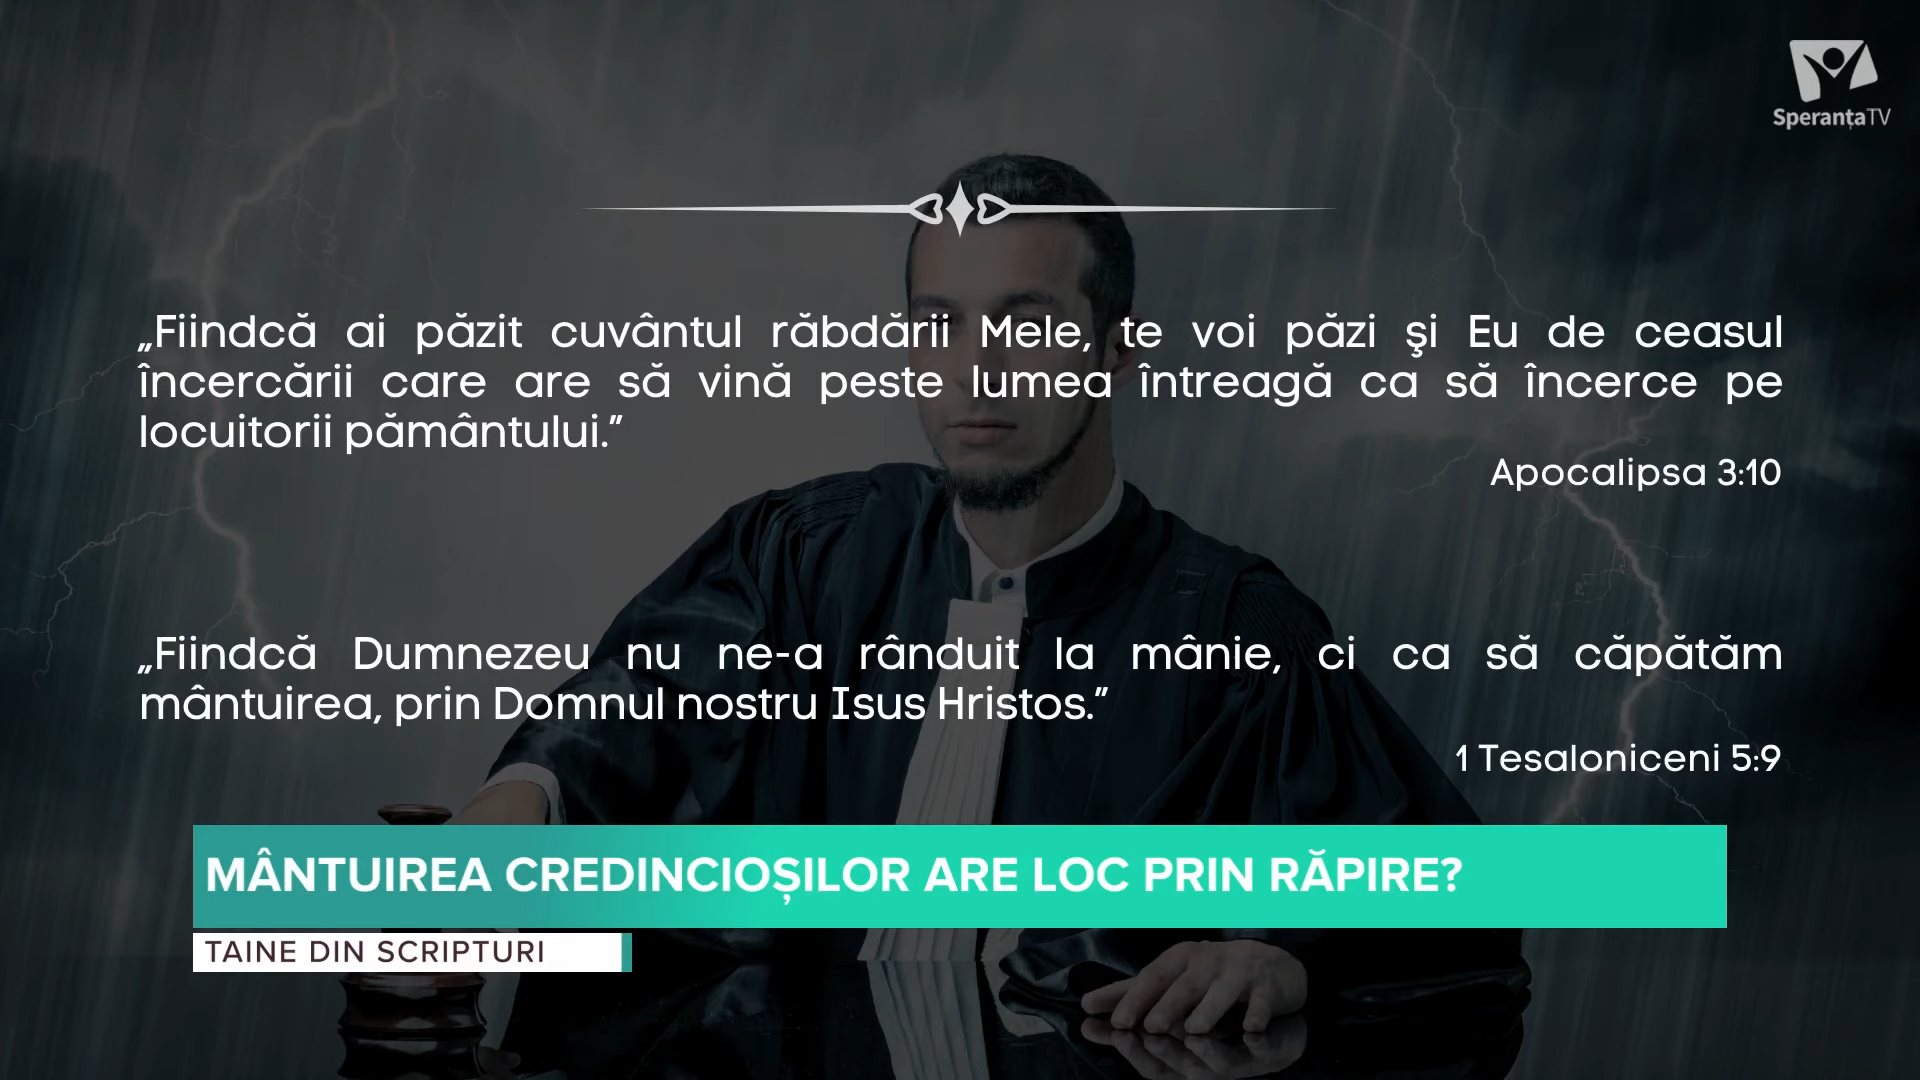 SperanțaTV
„Fiindcă ai păzit cuvântul răbdării Mele, te voi păzi şi Eu de ceasul
încercării care are să vină peste lumea întreagă ca să încerce pe
locuitorii pământului.”
Apocalipsa 3:10
„Fiindcă Dumnezeu nu ne-a rânduit la mânie, ci ca să căpătăm
mântuirea, prin Domnul nostru Isus Hristos.”
1 Tesaloniceni 5:9
MÂNTUIREA CREDINCIOȘILOR ARE LOC PRIN RĂPIRE?
TAINE DIN SCRIPTURI